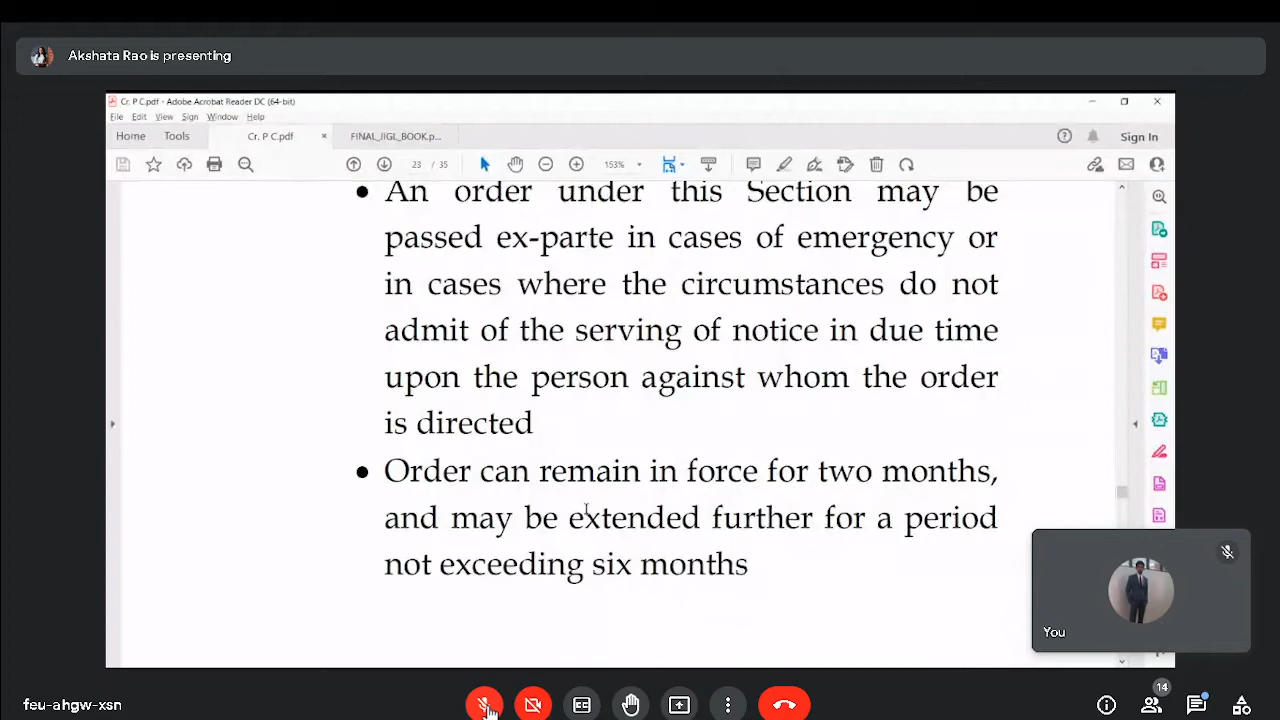 Akshata Rao is presenting
Cr. P C.pdf - Adobe Acrobat Reader DC (64-bit)
File Edit View Sign Window Help
Home Tools Cr. P C.pdf × FINAL_JIGL_BOOK.p... Sign In
23 / 35 153%
• An order under this Section may be
passed ex-parte in cases of emergency or
in cases where the circumstances do not
admit of the serving of notice in due time
upon the person against whom the order
is directed
• Order can remain in force for two months,
and may be extended further for a period
not exceeding six months
You
feu-ahgw-xsn
14